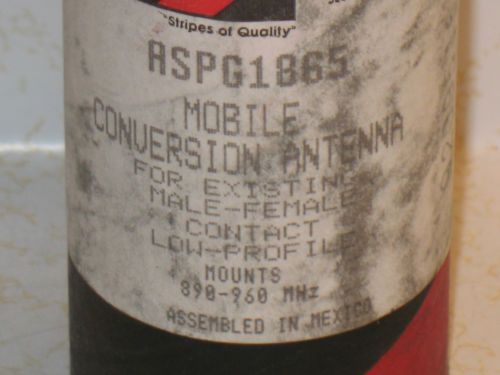 "Stripes of Quality"
ASPG1865
MOBILE
CONVERSION ANTENNA
FOR EXISTING
MALE-FEMALE
CONTACT
LOW-PROFILE
MOUNTS
890-960 MHz
ASSEMBLED IN MEXICO